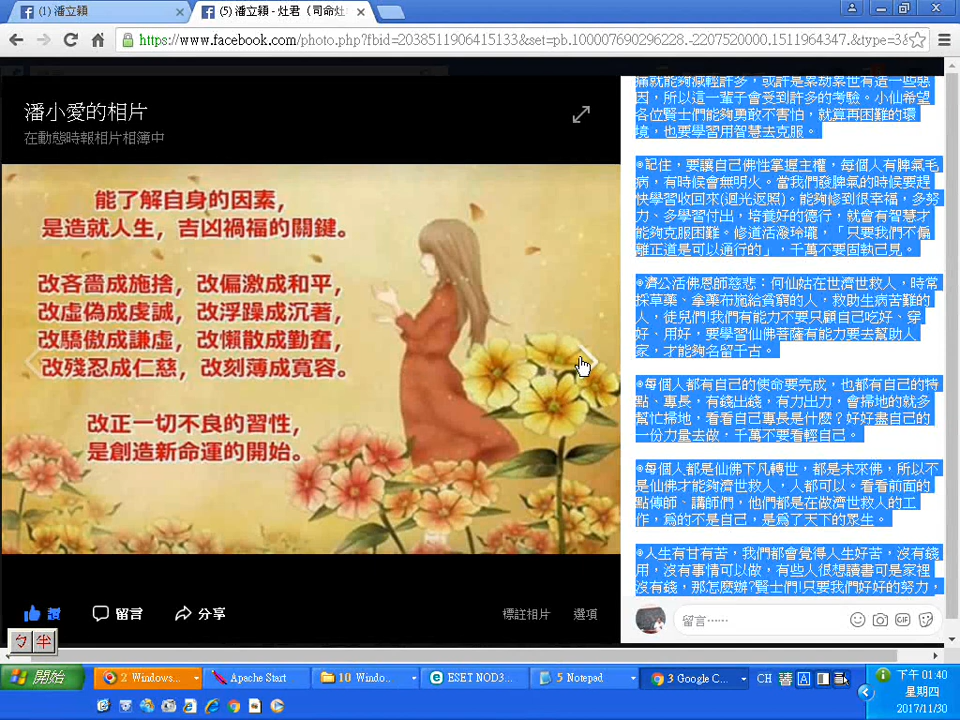 (1) 潘立穎
(5) 潘立穎 - 灶君（司命灶
https://www.facebook.com/photo.php?fbid=2038511906415133&set=pb.100007690296228.-2207520000.1511964347.&type=3&
潘小愛的相片
在動態時報相片相簿中
能了解自身的因素，
是造就人生，吉凶禍福的關鍵。
改吝嗇成施捨，改偏激成和平，
改虛偽成虔誠，改浮躁成沉著，
改驕傲成謙虛，改懶散成勤奮，
改殘忍成仁慈，改刻薄成寬容。
改正一切不良的習性，
是創造新命運的開始。
讚 留言 分享
標註相片 選項
痛就能夠減輕許多，或許是累劫累世有造一些惡
因，所以這一輩子會受到許多的考驗。小仙希望
各位賢士們能夠勇敢不害怕，就算再困難的環
境，也要學習用智慧去克服。
◉記住，要讓自己佛性掌握主權，每個人有脾氣毛
病，有時候會無明火。當我們發脾氣的時候要趕
快學習收回來(迴光返照)。能夠修到很幸福，多努
力、多學習付出，培養好的德行，就會有智慧才
能夠克服困難。修道活潑玲瓏，「只要我們不偏
離正道是可以通行的」，千萬不要固執己見。
◉濟公活佛恩師慈悲：何仙姑在世濟世救人，時常
採草藥、拿藥布施給貧窮的人，救助生病苦難的
人，徒兒們!我們有能力不要只顧自己吃好、穿
好、用好，要學習仙佛菩薩有能力要去幫助人
家，才能夠名留千古。
◉每個人都有自己的使命要完成，也都有自己的特
點、專長，有錢出錢，有力出力，會掃地的就多
幫忙掃地，看看自己專長是什麼？好好盡自己的
一份力量去做，千萬不要看輕自己。
◉每個人都是仙佛下凡轉世，都是未來佛，所以不
是仙佛才能夠濟世救人，人都可以。看看前面的
點傳師、講師們，他們都是在做濟世救人的工
作，為的不是自己，是為了天下的眾生。
◉人生有甘有苦，我們都會覺得人生好苦，沒有錢
用，沒有事情可以做，有些人很想讀書可是家裡
沒有錢，那怎麼辦?賢士們!只要我們好好的努力，
留言……
GIF
ㄅ 半
開始
2 Windows...
Apache Start
10 Windo...
ESET NOD3...
5 Notepad
3 Google C...
CH
A
下午 01:40
星期四
2017/11/30